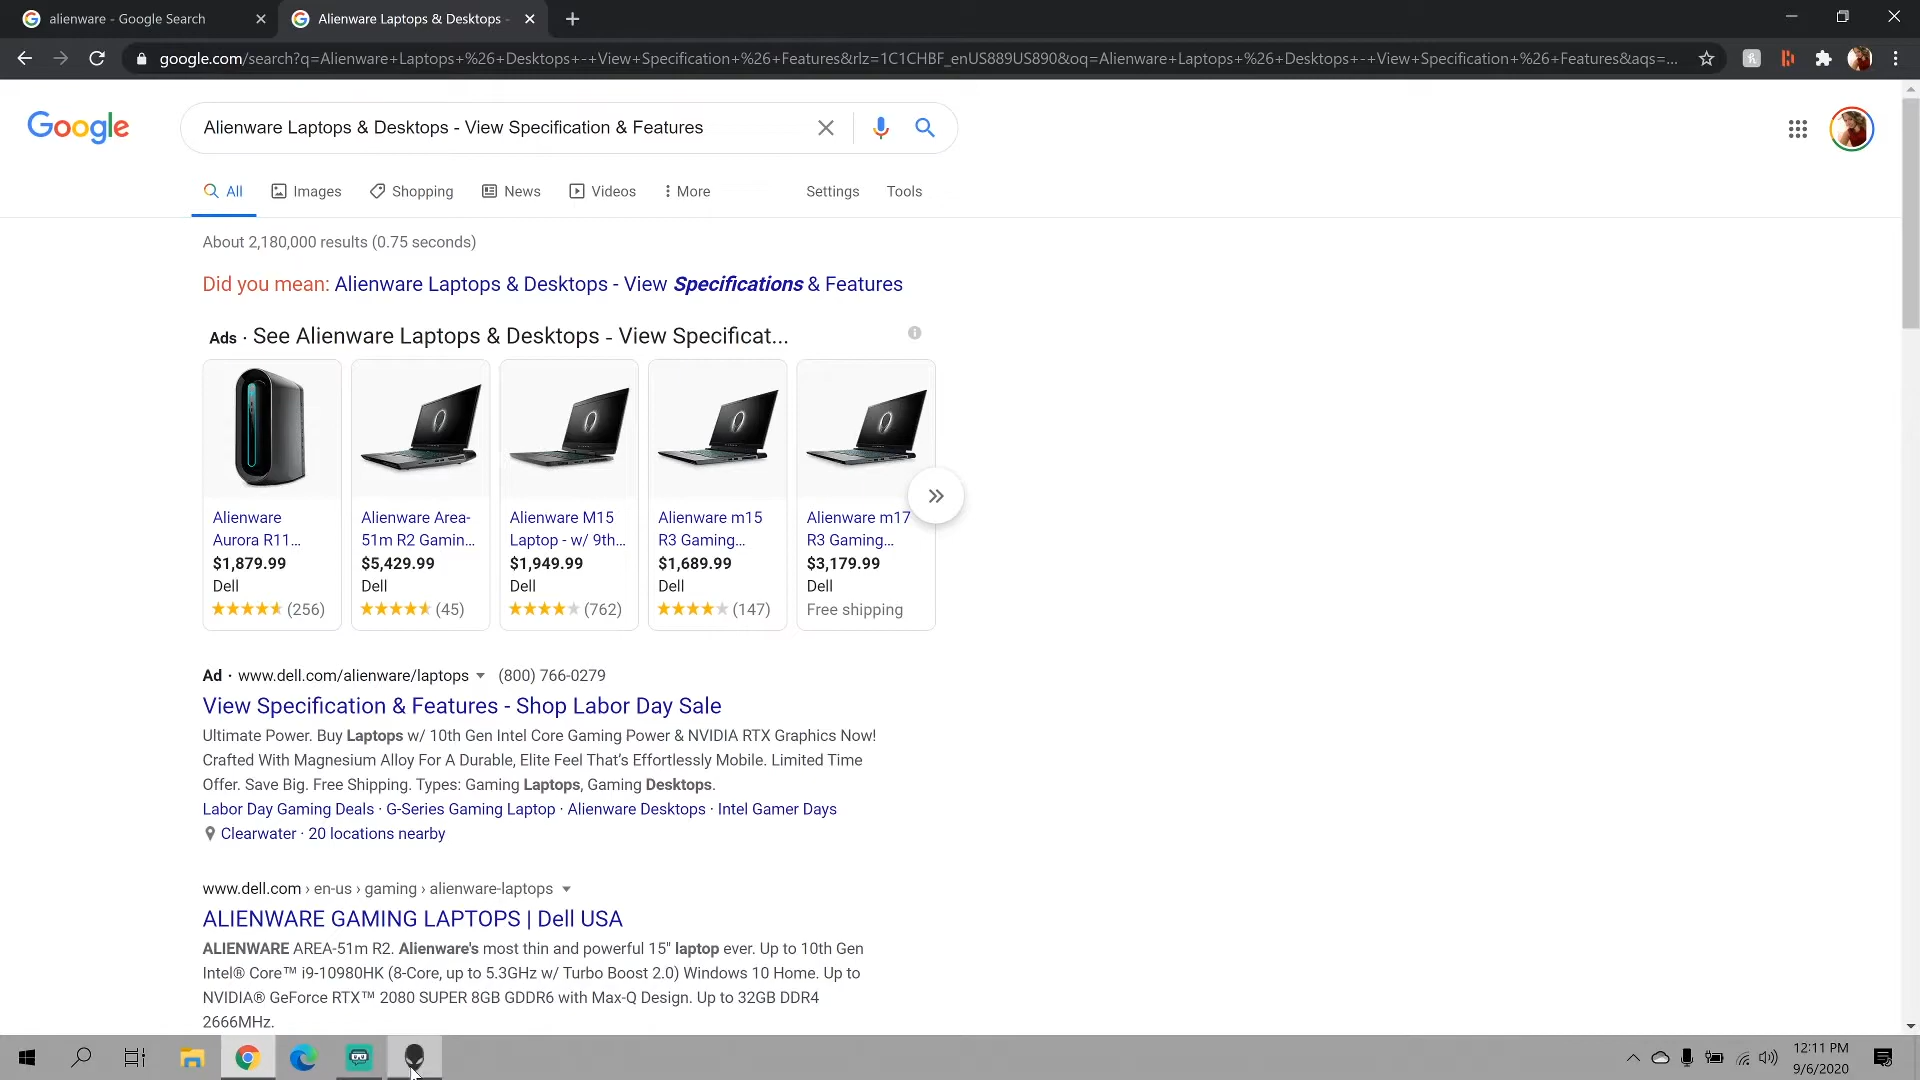 alienware - Google Search
Alienware Laptops & Desktops -
google.com/search?q=Alienware+Laptops+%26+Desktops+-+View+Specification+%26+Features&rlz=1C1CHBF_enUS889US890&oq=Alienware+Laptops+%26+Desktops+-+View+Specification+%26+Features&aqs=...
Google
Alienware Laptops & Desktops - View Specification & Features
All Images Shopping News Videos More Settings Tools
About 2,180,000 results (0.75 seconds)
Did you mean: Alienware Laptops & Desktops - View Specifications & Features
Ads · See Alienware Laptops & Desktops - View Specificat...
Alienware
Aurora R11...
$1,879.99
Dell
(256)
Alienware Area-
51m R2 Gamin...
$5,429.99
Dell
(45)
Alienware M15
Laptop - w/ 9th...
$1,949.99
Dell
(762)
Alienware m15
R3 Gaming...
$1,689.99
Dell
(147)
Alienware m17
R3 Gaming...
$3,179.99
Dell
Free shipping
Ad · www.dell.com/alienware/laptops (800) 766-0279
View Specification & Features - Shop Labor Day Sale
Ultimate Power. Buy Laptops w/ 10th Gen Intel Core Gaming Power & NVIDIA RTX Graphics Now!
Crafted With Magnesium Alloy For A Durable, Elite Feel That's Effortlessly Mobile. Limited Time
Offer. Save Big. Free Shipping. Types: Gaming Laptops, Gaming Desktops.
Labor Day Gaming Deals · G-Series Gaming Laptop · Alienware Desktops · Intel Gamer Days
Clearwater · 20 locations nearby
www.dell.com › en-us › gaming › alienware-laptops
ALIENWARE GAMING LAPTOPS | Dell USA
ALIENWARE AREA-51m R2. Alienware's most thin and powerful 15" laptop ever. Up to 10th Gen
Intel® Core™ i9-10980HK (8-Core, up to 5.3GHz w/ Turbo Boost 2.0) Windows 10 Home. Up to
NVIDIA® GeForce RTX™ 2080 SUPER 8GB GDDR6 with Max-Q Design. Up to 32GB DDR4
2666MHz.
12:11 PM
9/6/2020